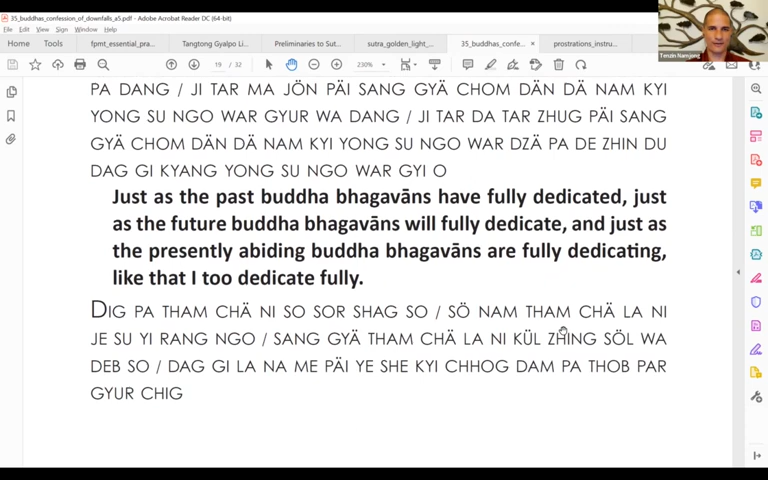 35_buddhas_confession_of_downfalls_a5.pdf - Adobe Acrobat Reader DC (64-bit)
File Edit View Sign Window Help
Home Tools fpmt_essential_pra... Tangtong Gyalpo Li... Preliminaries to Sut... sutra_golden_light_... 35_buddhas_confe... × prostrations_instru...
19 / 32 230%
Tenzin Namjong
PA DANG / JI TAR MA JÖN PÄI SANG GYÄ CHOM DÄN DÄ NAM KYI
YONG SU NGO WAR GYUR WA DANG / JI TAR DA TAR ZHUG PÄI SANG
GYÄ CHOM DÄN DÄ NAM KYI YONG SU NGO WAR DZÄ PA DE ZHIN DU
DAG GI KYANG YONG SU NGO WAR GYI O
Just as the past buddha bhagavāns have fully dedicated, just
as the future buddha bhagavāns will fully dedicate, and just as
the presently abiding buddha bhagavāns are fully dedicating,
like that I too dedicate fully.
DIG PA THAM CHÄ NI SO SOR SHAG SO / SÖ NAM THAM CHÄ LA NI
JE SU YI RANG NGO / SANG GYÄ THAM CHÄ LA NI KÜL ZHING SÖL WA
DEB SO / DAG GI LA NA ME PÄI YE SHE KYI CHHOG DAM PA THOB PAR
GYUR CHIG